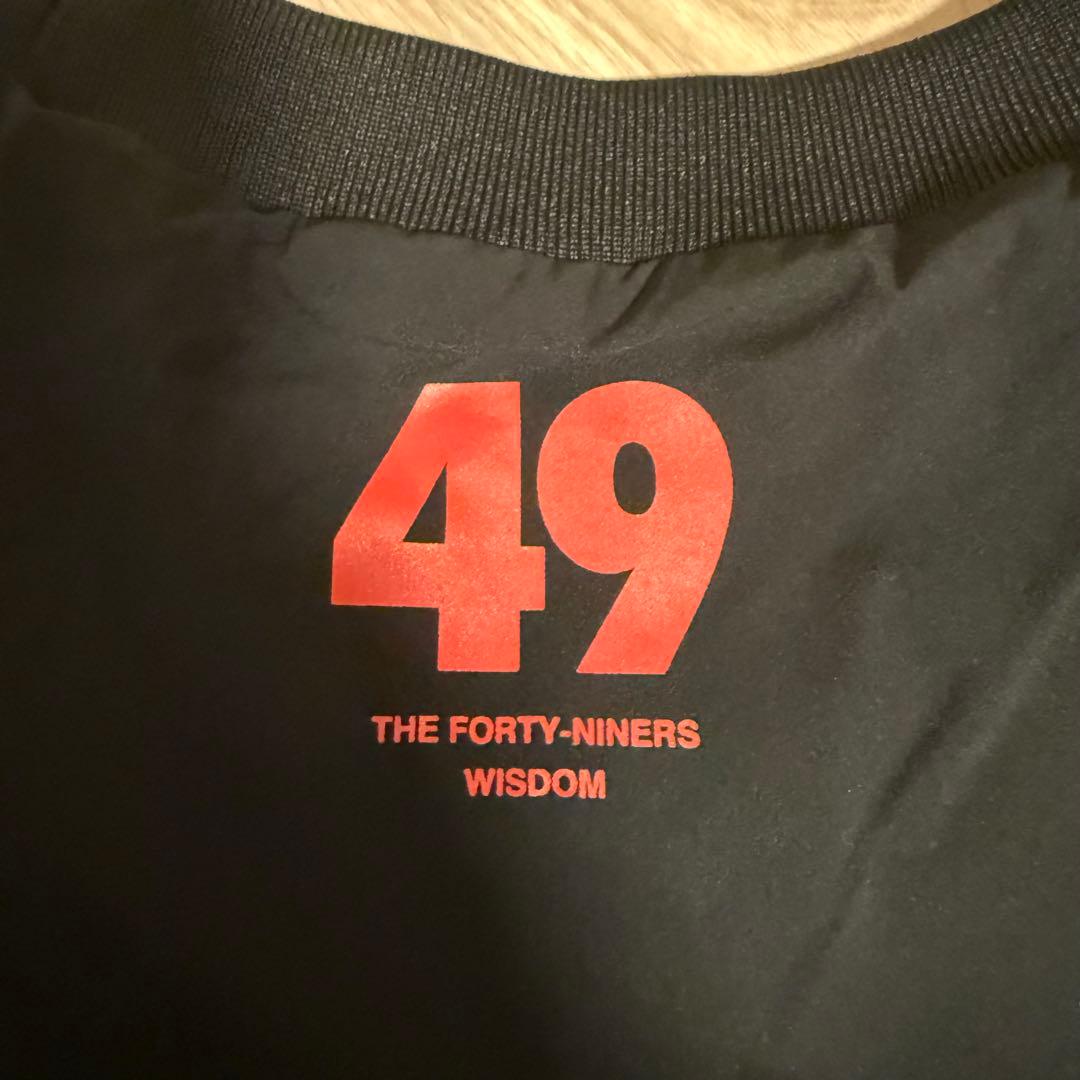 49
THE FORTY-NINERS
WISDOM